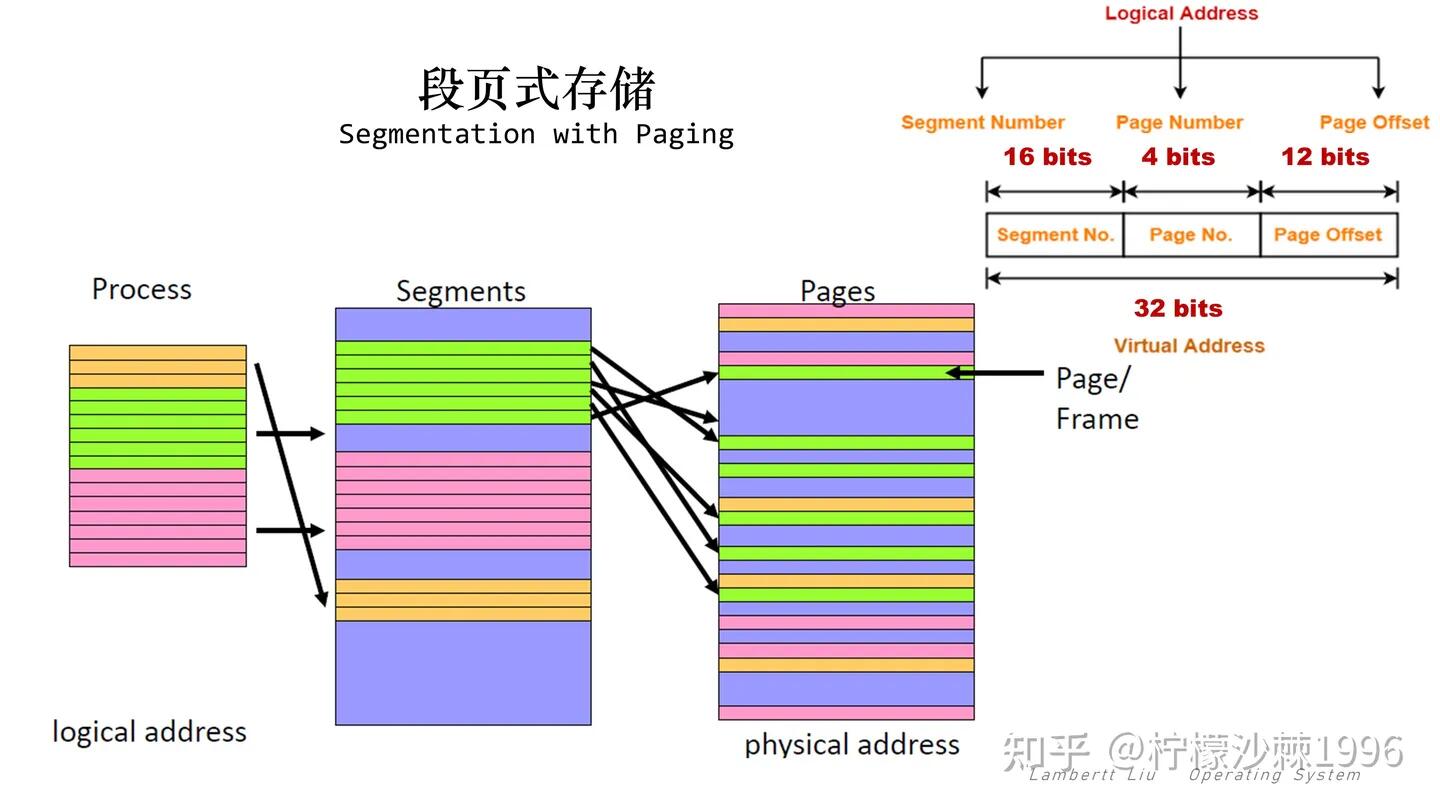 Logical Address
段页式存储
Segmentation with Paging
Segment Number Page Number Page Offset
16 bits 4 bits 12 bits
Segment No. Page No. Page Offset
32 bits
Virtual Address
Process
Segments
Pages
Page/
Frame
logical address
physical address
知乎 @柠檬沙棘1996
Lambertt Liu Operating System